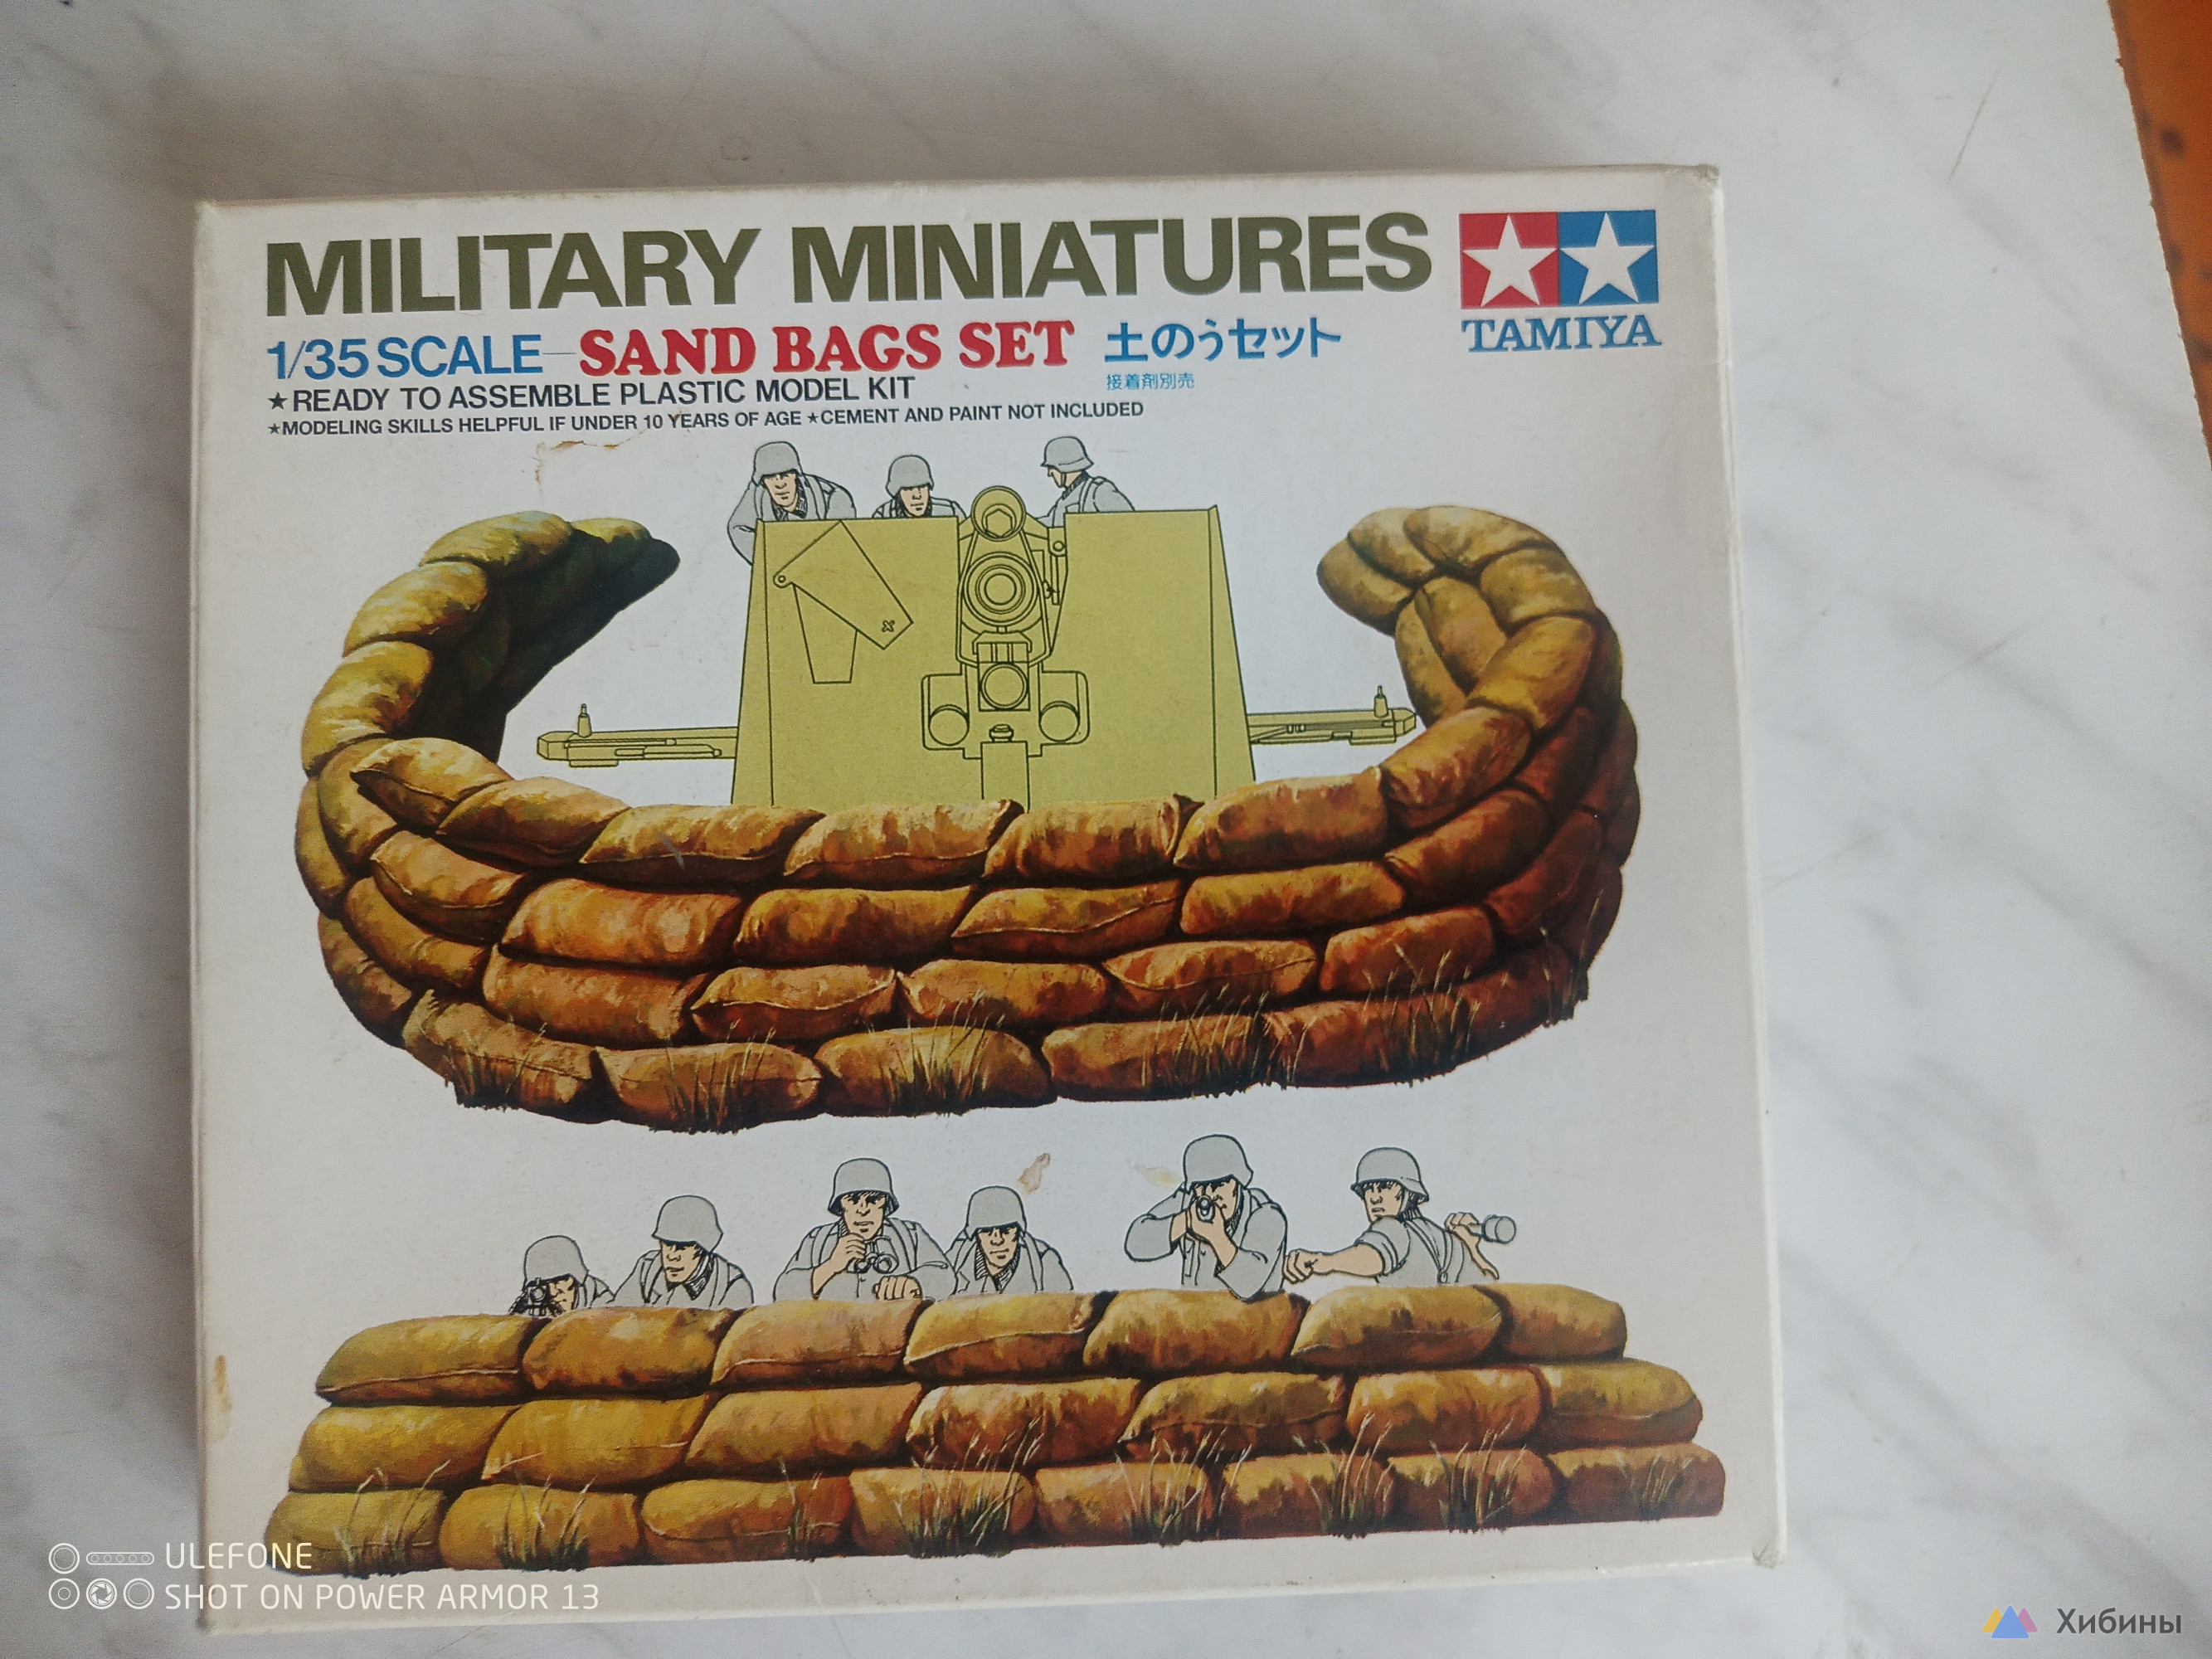 MILITARY MINIATURES
TAMIYA
1/35 SCALE—SAND BAGS SET 土のうセット
接着剤別売
★READY TO ASSEMBLE PLASTIC MODEL KIT
★MODELING SKILLS HELPFUL IF UNDER 10 YEARS OF AGE ★CEMENT AND PAINT NOT INCLUDED
ULEFONE
SHOT ON POWER ARMOR 13
Хибины